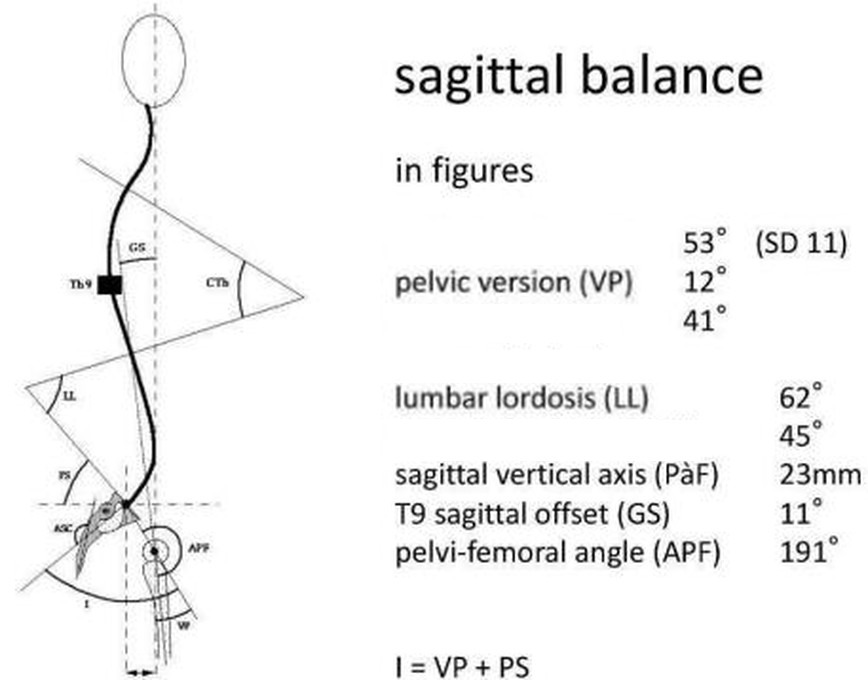 sagittal balance
in figures
53° (SD 11)
pelvic version (VP) 12°
41°
lumbar lordosis (LL) 62°
45°
sagittal vertical axis (PàF) 23mm
T9 sagittal offset (GS) 11°
pelvi-femoral angle (APF) 191°
I = VP + PS
GS
Th9
CTh
LL
PS
ASC
APF
I
VP